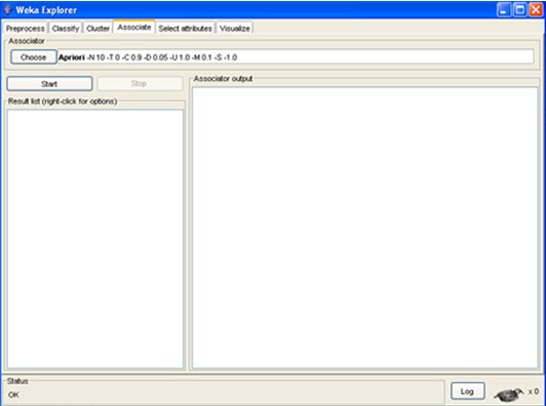 Weka Explorer
Preprocess Classify Cluster Associate Select attributes Visualize
Associator
Choose Apriori -N 10 -T 0 -C 0.9 -D 0.05 -U 1.0 -M 0.1 -S -1.0
Start Stop
Associator output
Result list (right-click for options)
Status
OK
Log
x 0